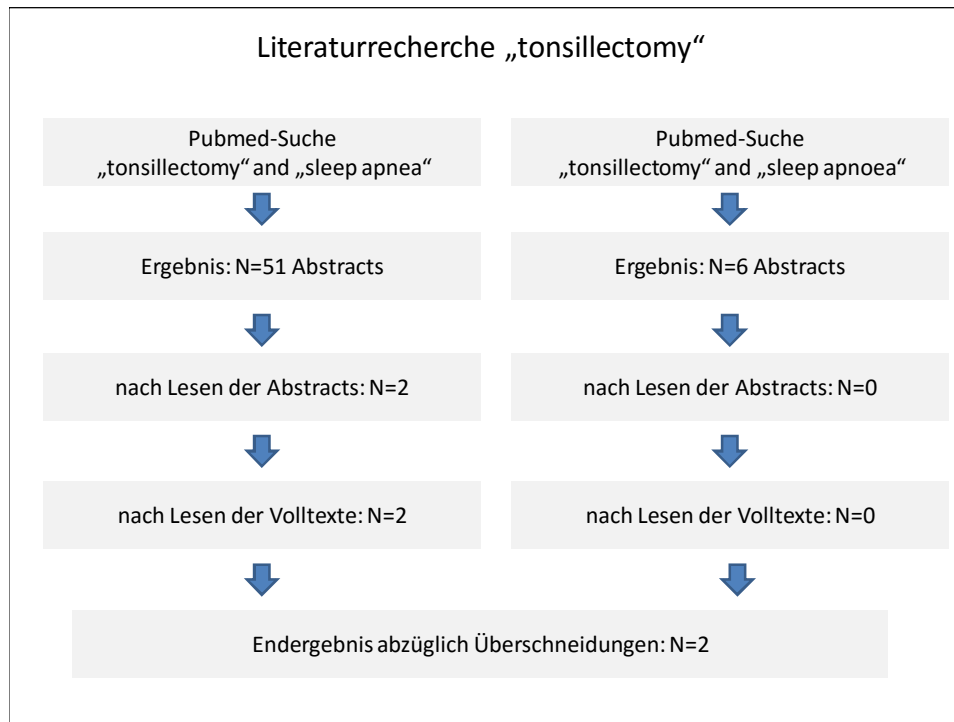 Literaturrecherche „tonsillectomy“
Pubmed-Suche
„tonsillectomy“ and „sleep apnea“
Ergebnis: N=51 Abstracts
nach Lesen der Abstracts: N=2
nach Lesen der Volltexte: N=2
Pubmed-Suche
„tonsillectomy“ and „sleep apnoea“
Ergebnis: N=6 Abstracts
nach Lesen der Abstracts: N=0
nach Lesen der Volltexte: N=0
Endergebnis abzüglich Überschneidungen: N=2